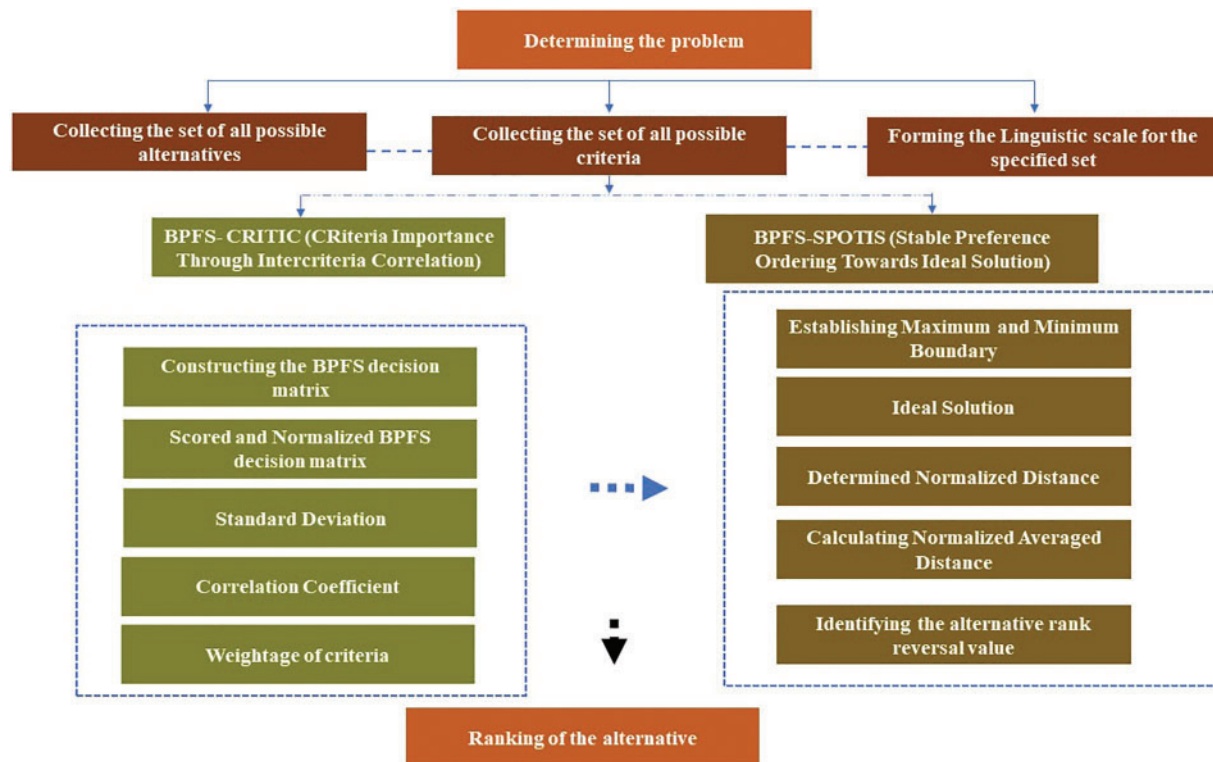 Determining the problem
Collecting the set of all possible
alternatives
Collecting the set of all possible
criteria
Forming the Linguistic scale for the
specified set
BPFS- CRITIC (CRiteria Importance
Through Intercriteria Correlation)
BPFS-SPOTIS (Stable Preference
Ordering Towards Ideal Solution)
Constructing the BPFS decision
matrix
Scored and Normalized BPFS
decision matrix
Standard Deviation
Correlation Coefficient
Weightage of criteria
Establishing Maximum and Minimum
Boundary
Ideal Solution
Determined Normalized Distance
Calculating Normalized Averaged
Distance
Identifying the alternative rank
reversal value
Ranking of the alternative